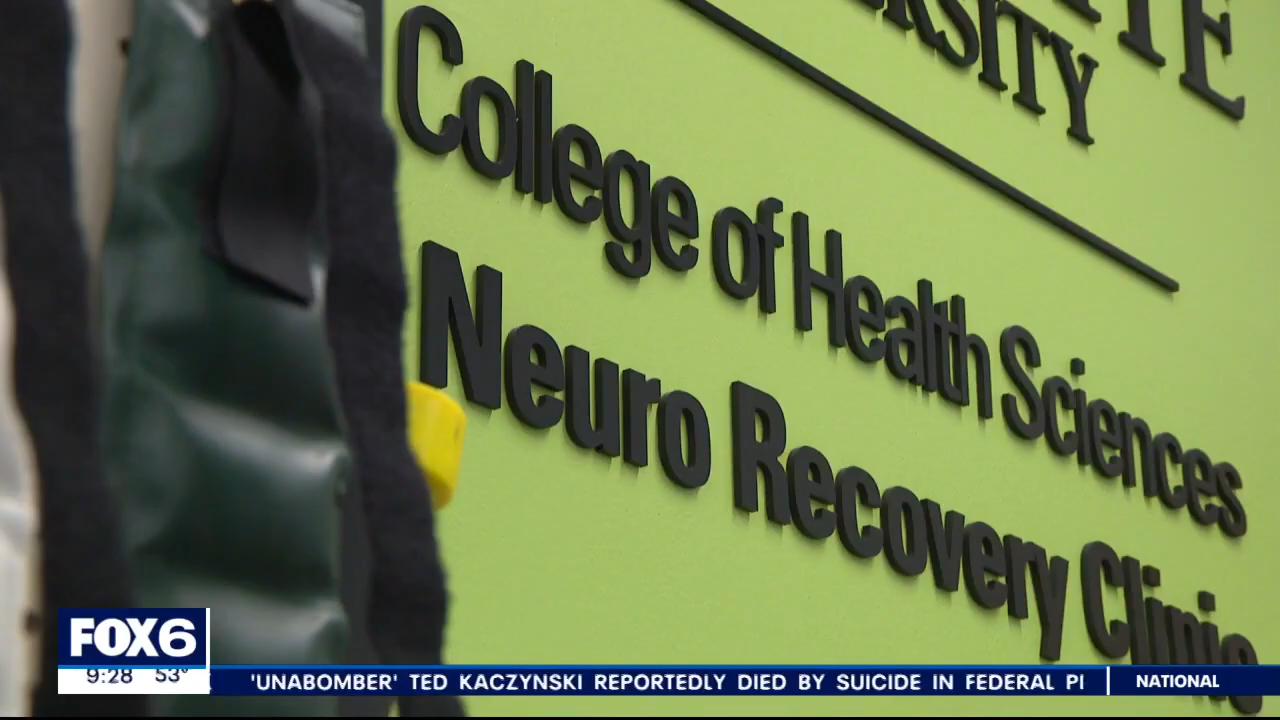 College of Health Sciences
Neuro Recovery Clinic
FOX6
9:28 53°
'UNABOMBER' TED KACZYNSKI REPORTEDLY DIED BY SUICIDE IN FEDERAL PI
NATIONAL